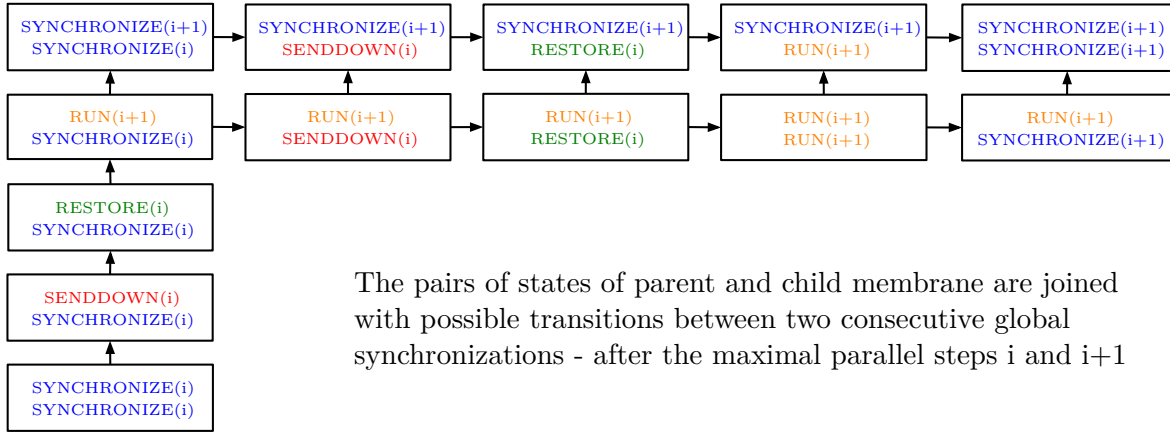 SYNCHRONIZE(i+1)
SYNCHRONIZE(i)
SYNCHRONIZE(i+1)
SENDDOWN(i)
SYNCHRONIZE(i+1)
RESTORE(i)
SYNCHRONIZE(i+1)
RUN(i+1)
SYNCHRONIZE(i+1)
SYNCHRONIZE(i+1)
RUN(i+1)
SYNCHRONIZE(i)
RUN(i+1)
SENDDOWN(i)
RUN(i+1)
RESTORE(i)
RUN(i+1)
RUN(i+1)
RUN(i+1)
SYNCHRONIZE(i+1)
RESTORE(i)
SYNCHRONIZE(i)
SENDDOWN(i)
SYNCHRONIZE(i)
SYNCHRONIZE(i)
SYNCHRONIZE(i)
The pairs of states of parent and child membrane are joined
with possible transitions between two consecutive global
synchronizations - after the maximal parallel steps i and i+1